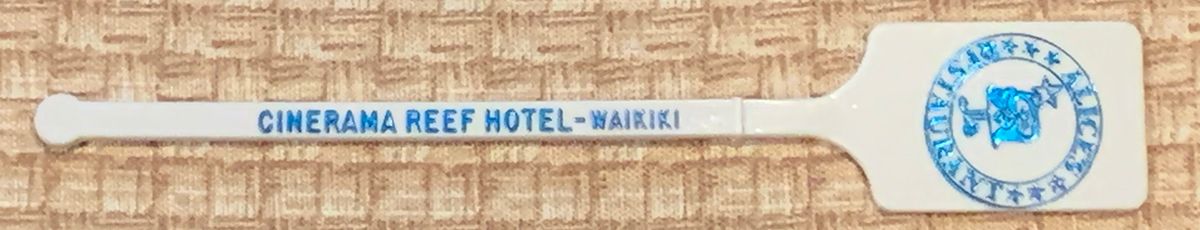 CINERAMA REEF HOTEL-WAIKIKI
ALICE'S
RESTAURANT